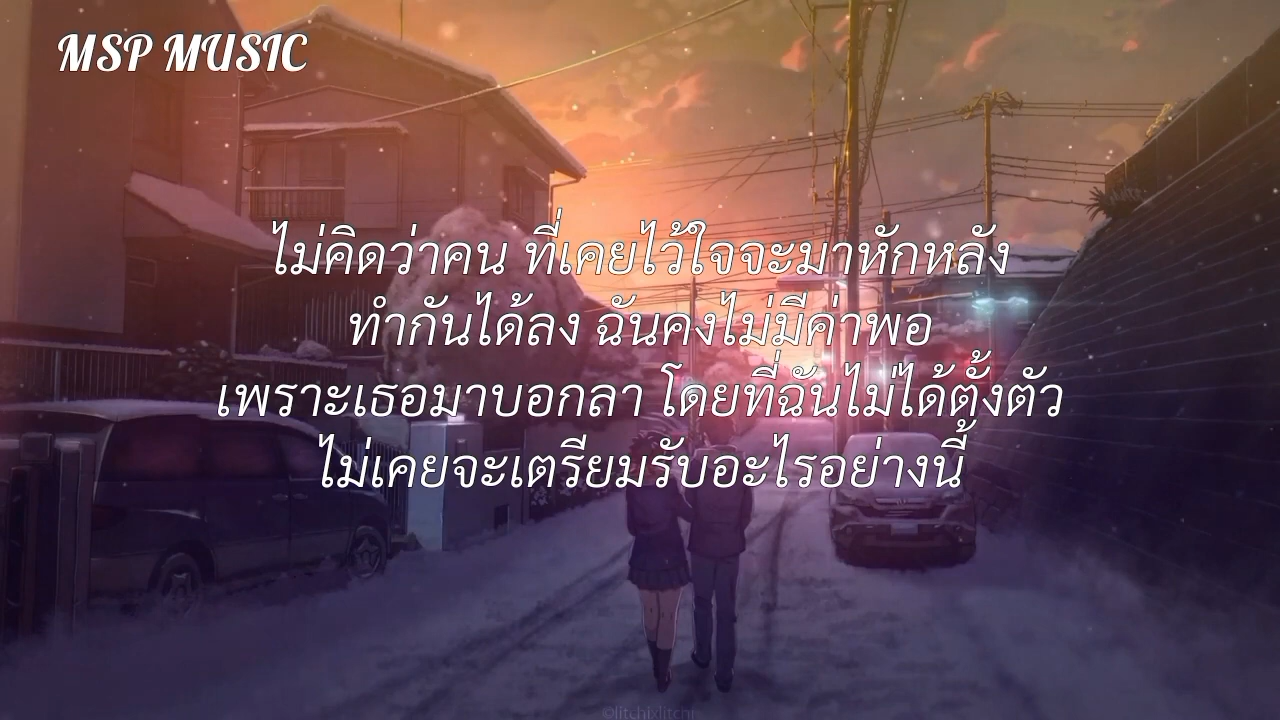 MSP MUSIC
ไม่คิดว่าคน ที่เคยไว้ใจจะมาหักหลัง
ทำกันได้ลง ฉันคงไม่มีค่าพอ
เพราะเธอมาบอกลา โดยที่ฉันไม่ได้ตั้งตัว
ไม่เคยจะเตรียมรับอะไรอย่างนี้